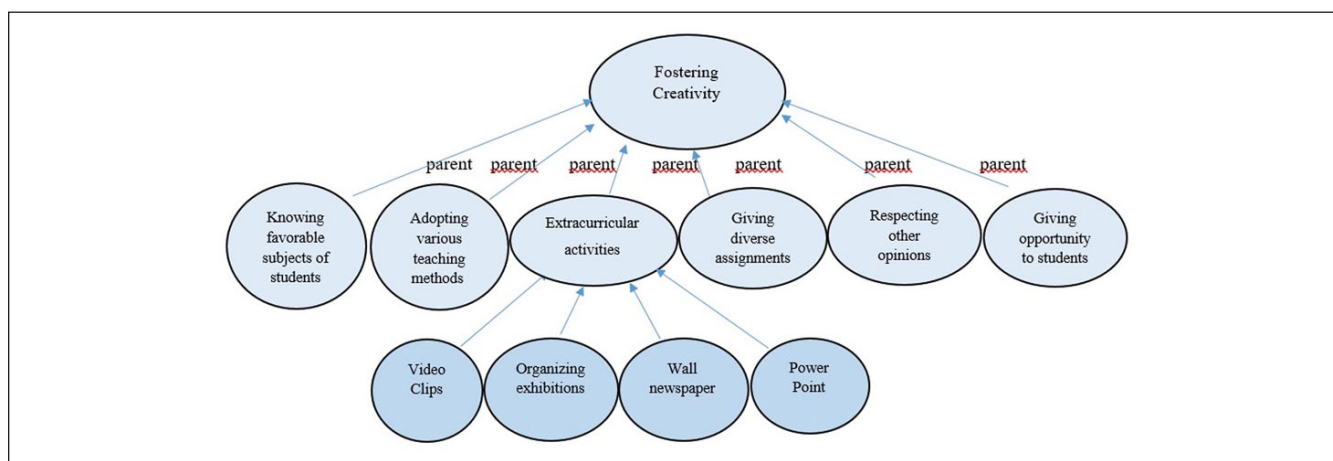 Fostering
Creativity
parent parent parent parent parent parent parent
Knowing
favorable
subjects of
students
Adopting
various
teaching
methods
Extracurricular
activities
Giving
diverse
assignments
Respecting
other
opinions
Giving
opportunity
to students
Video
Clips
Organizing
exhibitions
Wall
newspaper
Power
Point